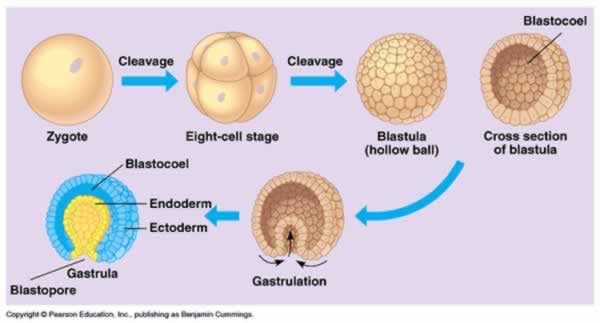 Blastocoel
Cleavage
Cleavage
Zygote
Eight-cell stage
Blastula
(hollow ball)
Cross section
of blastula
Blastocoel
Endoderm
Ectoderm
Gastrula
Blastopore
Gastrulation
Copyright © Pearson Education, Inc., publishing as Benjamin Cummings.